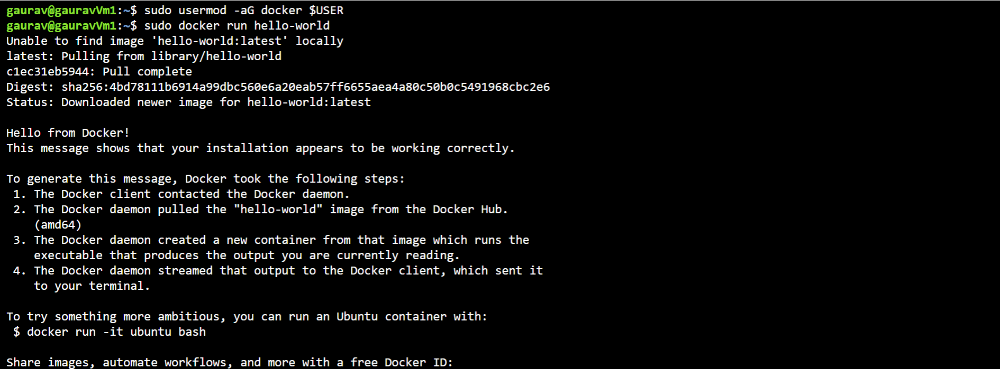 gaurav@gauravVm1:~$ sudo usermod -aG docker $USER
gaurav@gauravVm1:~$ sudo docker run hello-world
Unable to find image 'hello-world:latest' locally
latest: Pulling from library/hello-world
c1ec31eb5944: Pull complete
Digest: sha256:4bd78111b6914a99dbc560e6a20eab57ff6655aea4a80c50b0c5491968cbc2e6
Status: Downloaded newer image for hello-world:latest

Hello from Docker!
This message shows that your installation appears to be working correctly.

To generate this message, Docker took the following steps:
 1. The Docker client contacted the Docker daemon.
 2. The Docker daemon pulled the "hello-world" image from the Docker Hub.
    (amd64)
 3. The Docker daemon created a new container from that image which runs the
    executable that produces the output you are currently reading.
 4. The Docker daemon streamed that output to the Docker client, which sent it
    to your terminal.

To try something more ambitious, you can run an Ubuntu container with:
 $ docker run -it ubuntu bash

Share images, automate workflows, and more with a free Docker ID: